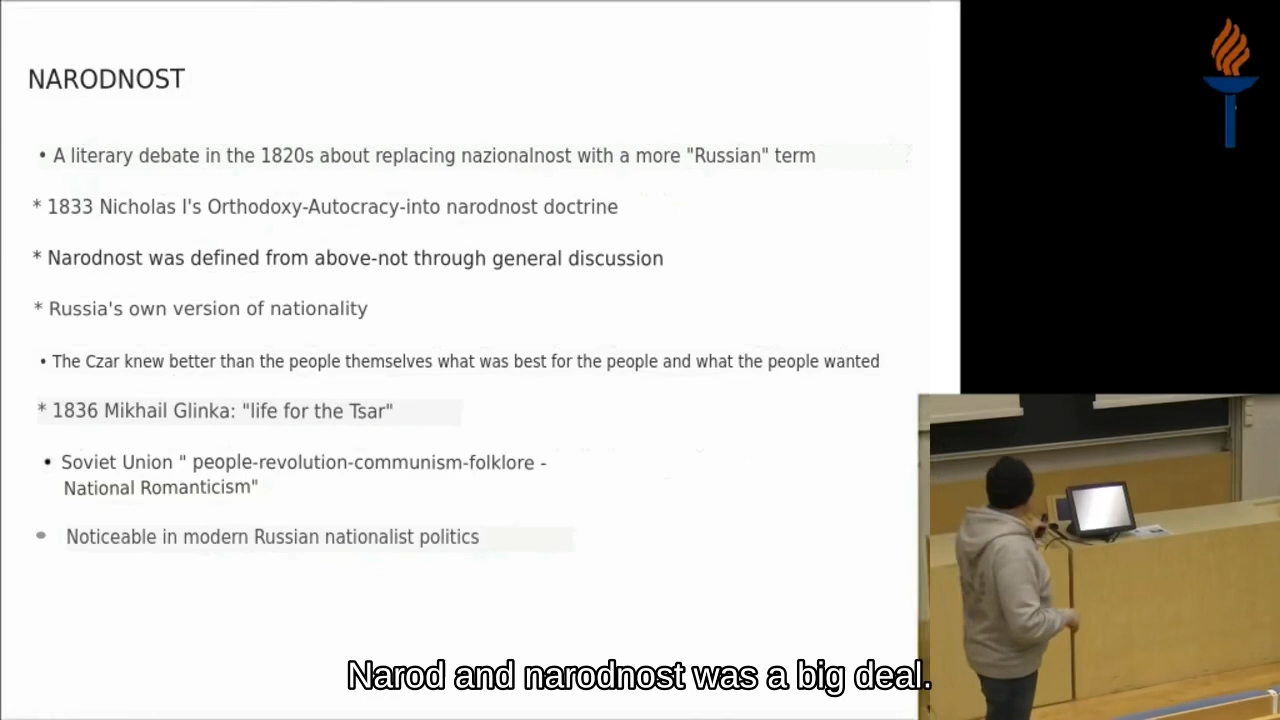 NARODNOST
• A literary debate in the 1820s about replacing nazionalnost with a more "Russian" term
* 1833 Nicholas I's Orthodoxy-Autocracy-into narodnost doctrine
* Narodnost was defined from above-not through general discussion
* Russia's own version of nationality
• The Czar knew better than the people themselves what was best for the people and what the people wanted
* 1836 Mikhail Glinka: "life for the Tsar"
• Soviet Union " people-revolution-communism-folklore -
National Romanticism"
• Noticeable in modern Russian nationalist politics
Narod and narodnost was a big deal.